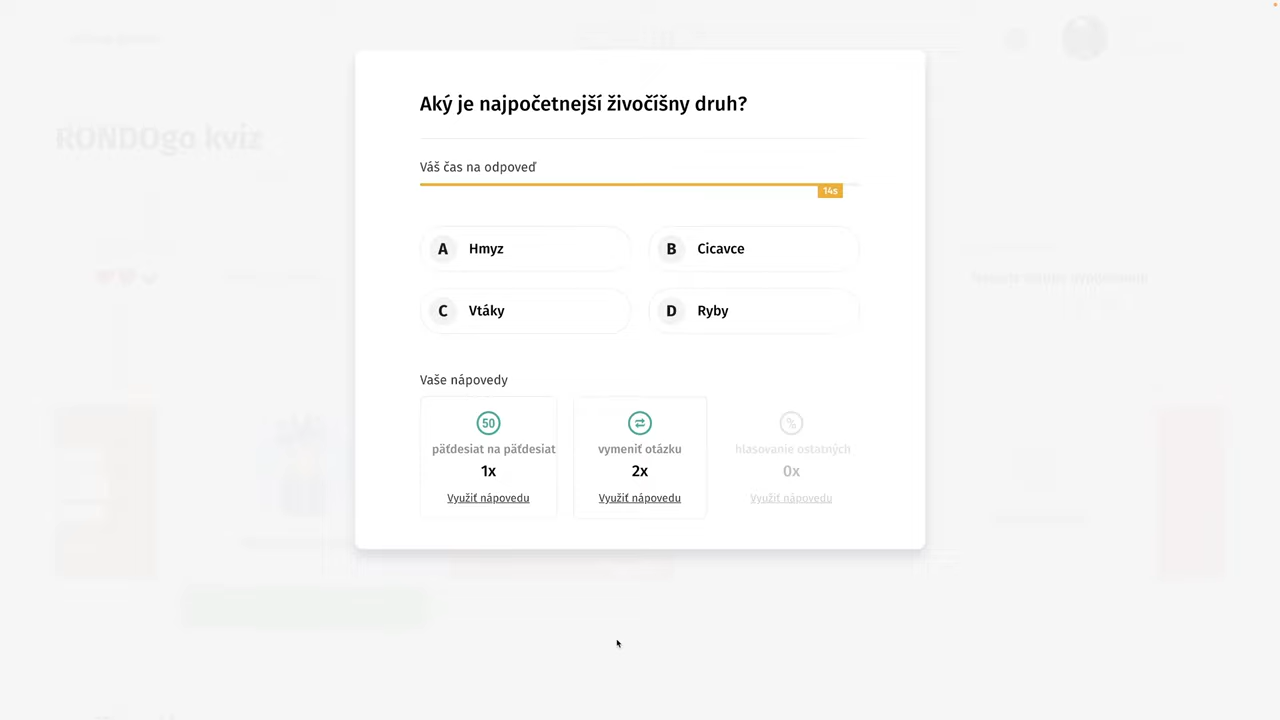 RONDOgo kvíz
Aký je najpočetnejší živočíšny druh?
Váš čas na odpoveď
14s
A Hmyz
B Cicavce
C Vtáky
D Ryby
Vaše nápovedy
50
päťdesiat na päťdesiat
1x
Využiť nápovedu
vymeniť otázku
2x
Využiť nápovedu
%
hlasovanie ostatných
0x
Využiť nápovedu